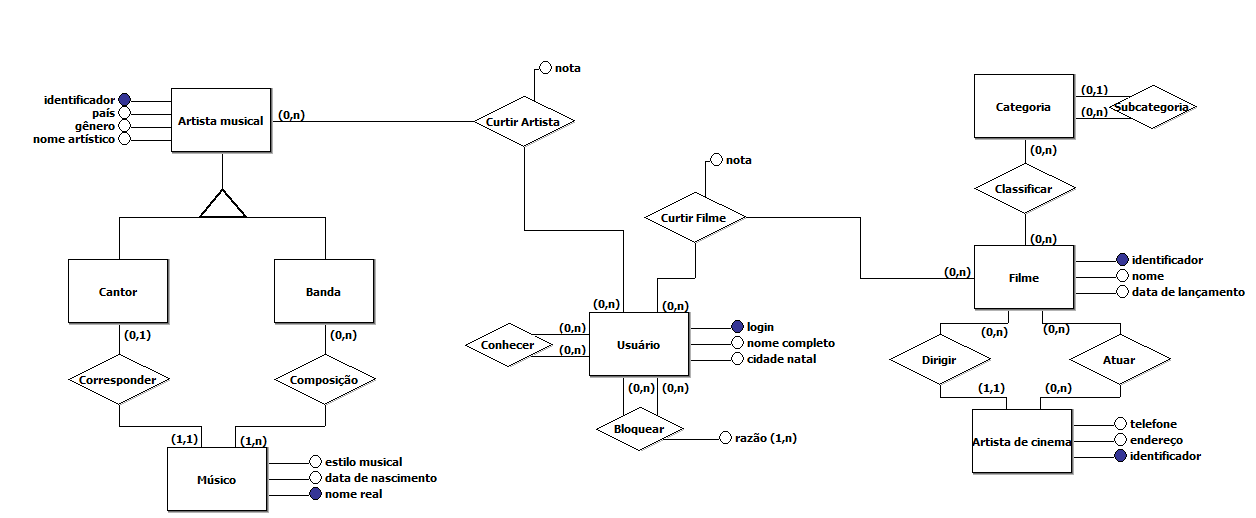 nota
identificador
país
gênero
nome artístico
Artista musical
(0,n)
Curtir Artista
Categoria
(0,1)
(0,n)
Subcategoria
(0,n)
Classificar
(0,n)
nota
Curtir Filme
(0,n)
Filme
identificador
nome
data de lançamento
Cantor
Banda
(0,1)
(0,n)
Corresponder
Composição
(1,1)
(1,n)
Músico
estilo musical
data de nascimento
nome real
(0,n)
(0,n)
Conhecer
(0,n)
(0,n)
Usuário
login
nome completo
cidade natal
(0,n)
(0,n)
Bloquear
razão (1,n)
(0,n)
(0,n)
Dirigir
Atuar
(1,1)
(0,n)
Artista de cinema
telefone
endereço
identificador